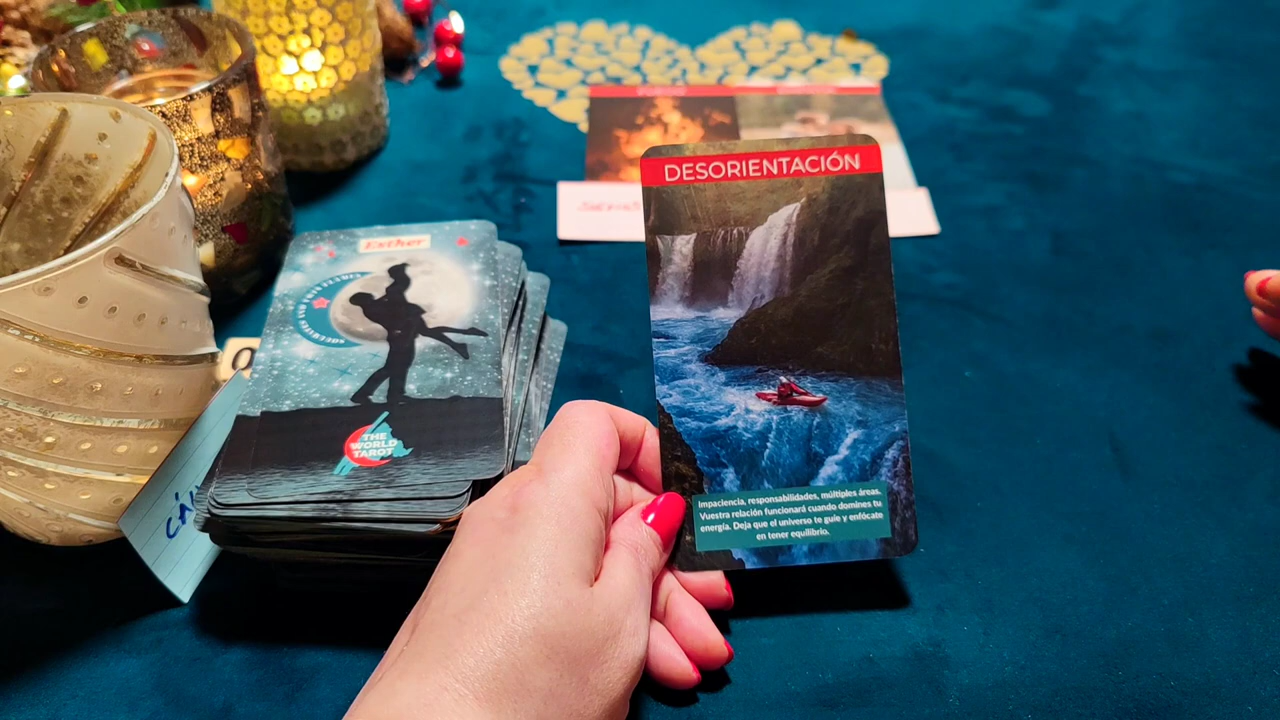 DESORIENTACIÓN
Impaciencia, responsabilidades, múltiples áreas.
Vuestra relación funcionará cuando domines tu
energía. Deja que el universo te guíe y enfócate
en tener equilibrio.
Esther
THE
WORLD
TAROT
CÁN